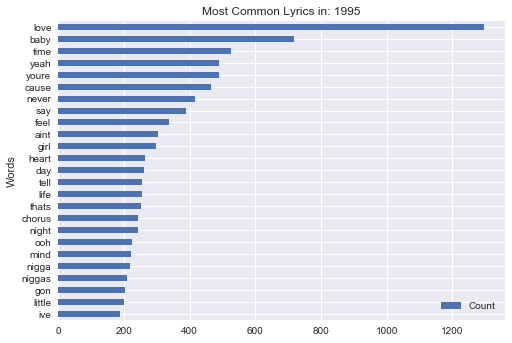 Most Common Lyrics in: 1995
Words
love
baby
time
yeah
youre
cause
never
say
feel
aint
girl
heart
day
tell
life
thats
chorus
night
ooh
mind
nigga
niggas
gon
little
ive
Count
0 200 400 600 800 1000 1200